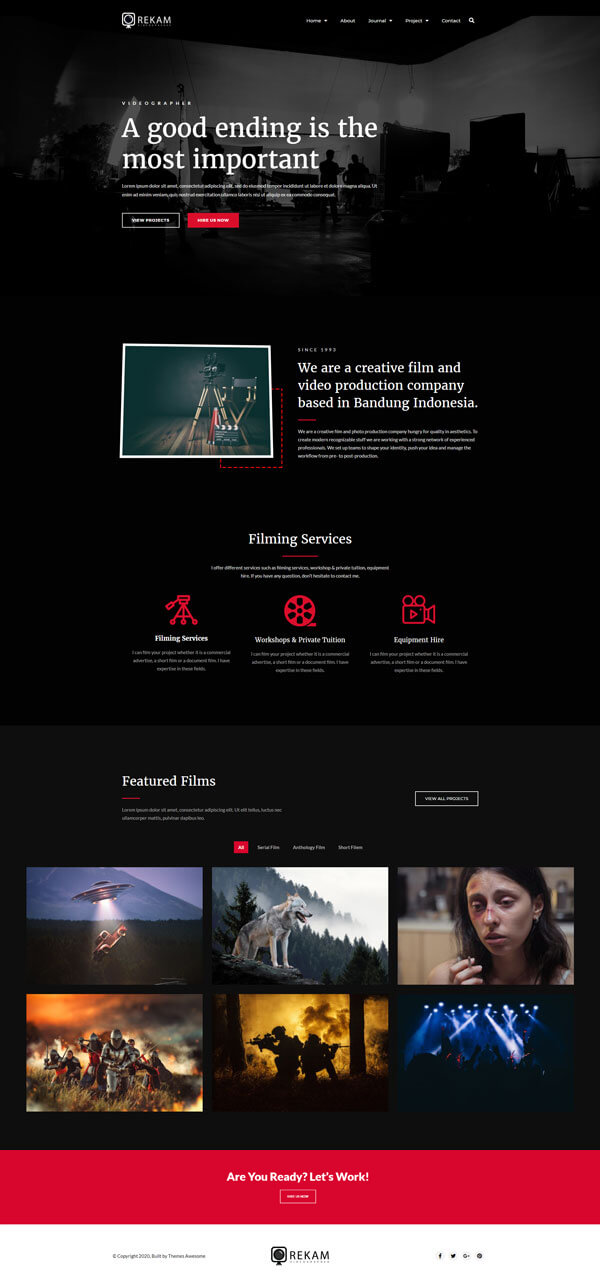 REKAM
VIDEOGRAPHER
Home
About
Journal
Project
Contact
VIDEOGRAPHER
A good ending is the
most important
Lorem ipsum dolor sit amet, consectetur adipiscing elit, sed do eiusmod tempor incididunt ut labore et dolore magna aliqua. Ut
enim ad minim veniam, quis nostrud exercitation ullamco laboris nisi ut aliquip ex ea commodo consequat.
VIEW PROJECTS
HIRE US NOW
SINCE 1993
We are a creative film and
video production company
based in Bandung Indonesia.
We are a creative film and photo production company hungry for quality in aesthetics. To
create modern recognizable stuff we are working with a strong network of experienced
professionals. We set up teams to shape your identity, push your idea and manage the
workflow from pre- to post-production.
Filming Services
I offer different services such as filming services, workshop & private tuition, equipment
hire. If you have any question, don't hesitate to contact me.
Filming Services
I can film your project whether it is a commercial
advertise, a short film or a document film. I have
expertise in these fields.
Workshops & Private Tuition
I can film your project whether it is a commercial
advertise, a short film or a document film. I have
expertise in these fields.
Equipment Hire
I can film your project whether it is a commercial
advertise, a short film or a document film. I have
expertise in these fields.
Featured Films
Lorem ipsum dolor sit amet, consectetur adipiscing elit. Ut elit tellus, luctus nec
ullamcorper mattis, pulvinar dapibus leo.
VIEW ALL PROJECTS
All
Serial Film
Anthology Film
Short Fliem
Are You Ready? Let's Work!
HIRE US NOW
© Copyright 2020, Built by Themes Awesome
REKAM
VIDEOGRAPHER